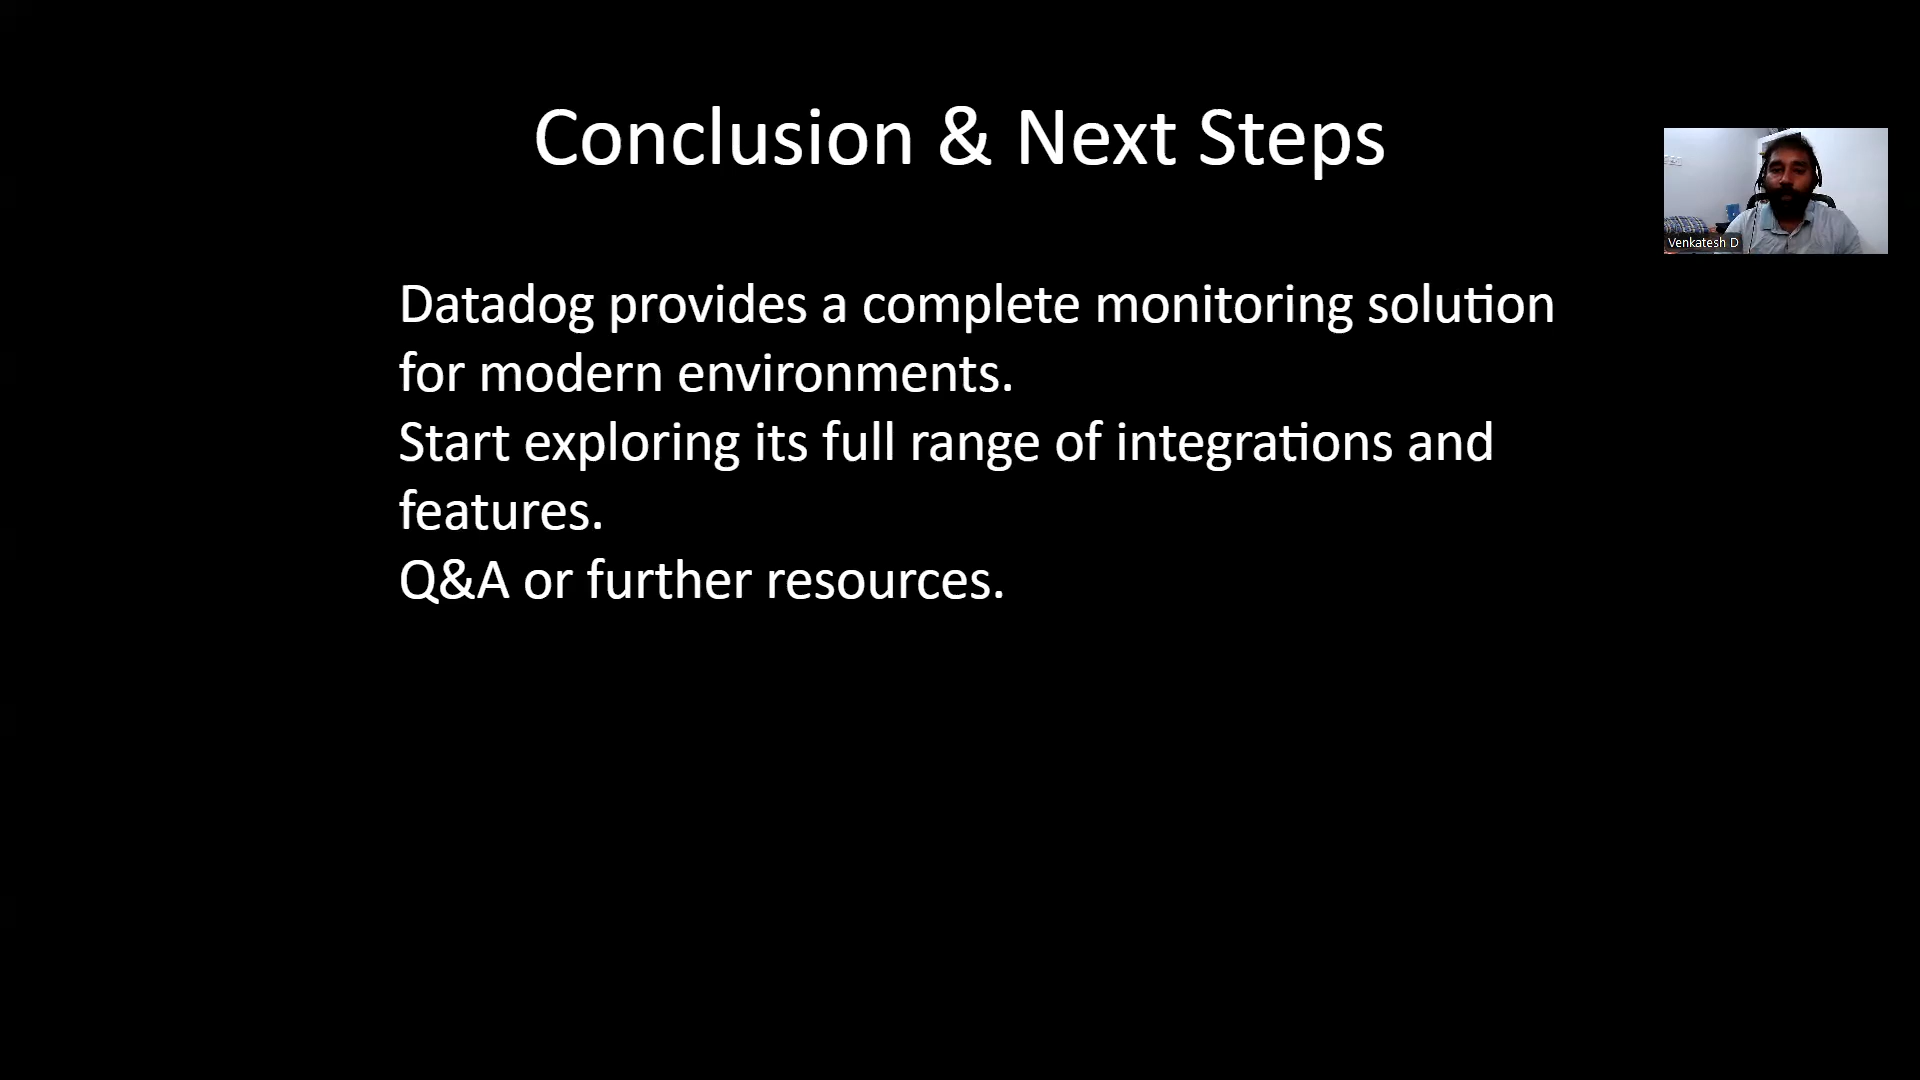 Conclusion & Next Steps
Venkatesh D
Datadog provides a complete monitoring solution
for modern environments.
Start exploring its full range of integrations and
features.
Q&A or further resources.